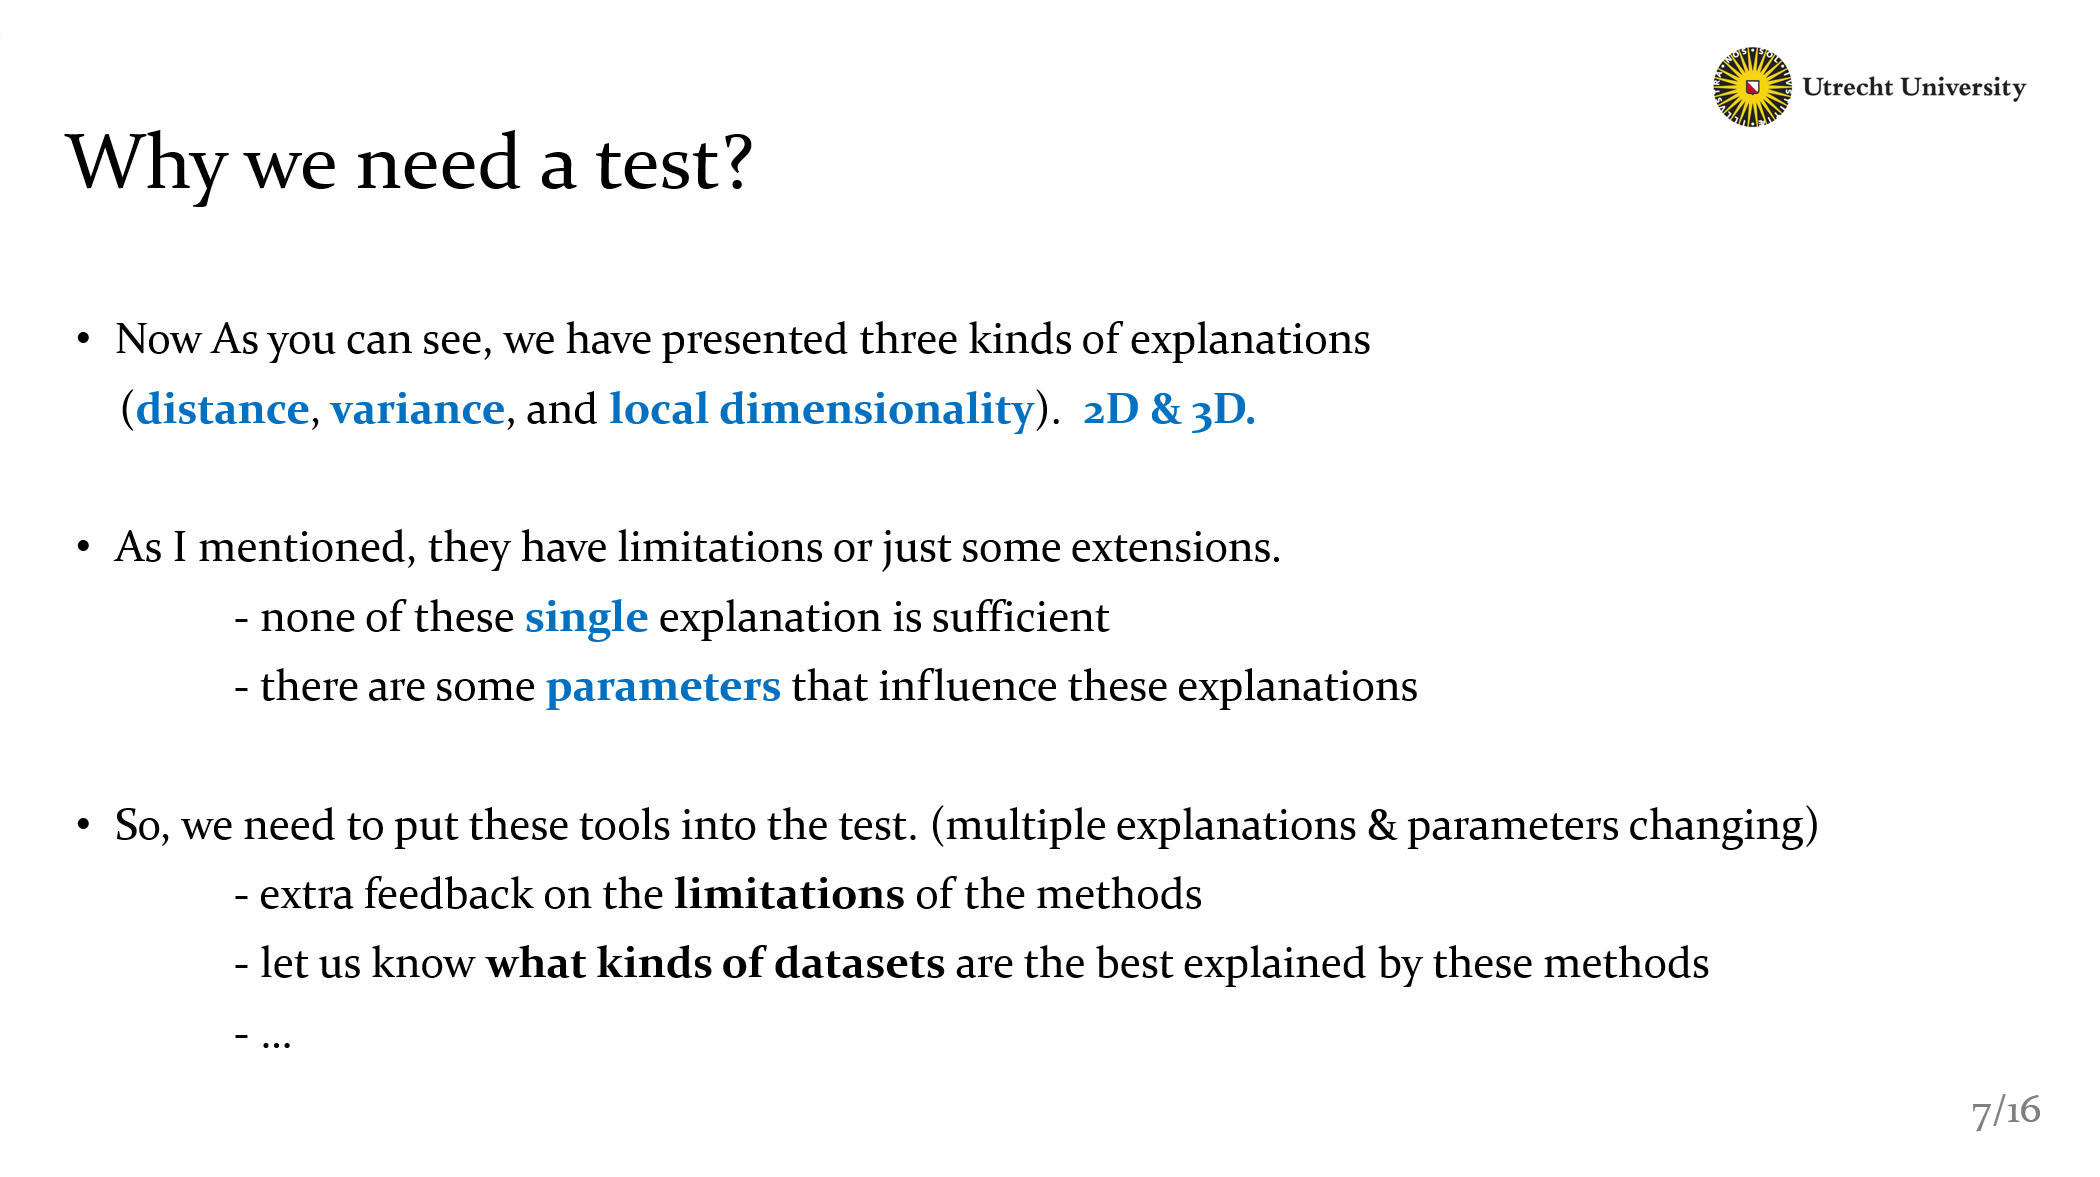 Utrecht University
Why we need a test?
• Now As you can see, we have presented three kinds of explanations
(distance, variance, and local dimensionality).  2D & 3D.
• As I mentioned, they have limitations or just some extensions.
- none of these single explanation is sufficient
- there are some parameters that influence these explanations
• So, we need to put these tools into the test. (multiple explanations & parameters changing)
- extra feedback on the limitations of the methods
- let us know what kinds of datasets are the best explained by these methods
- ...
7/16